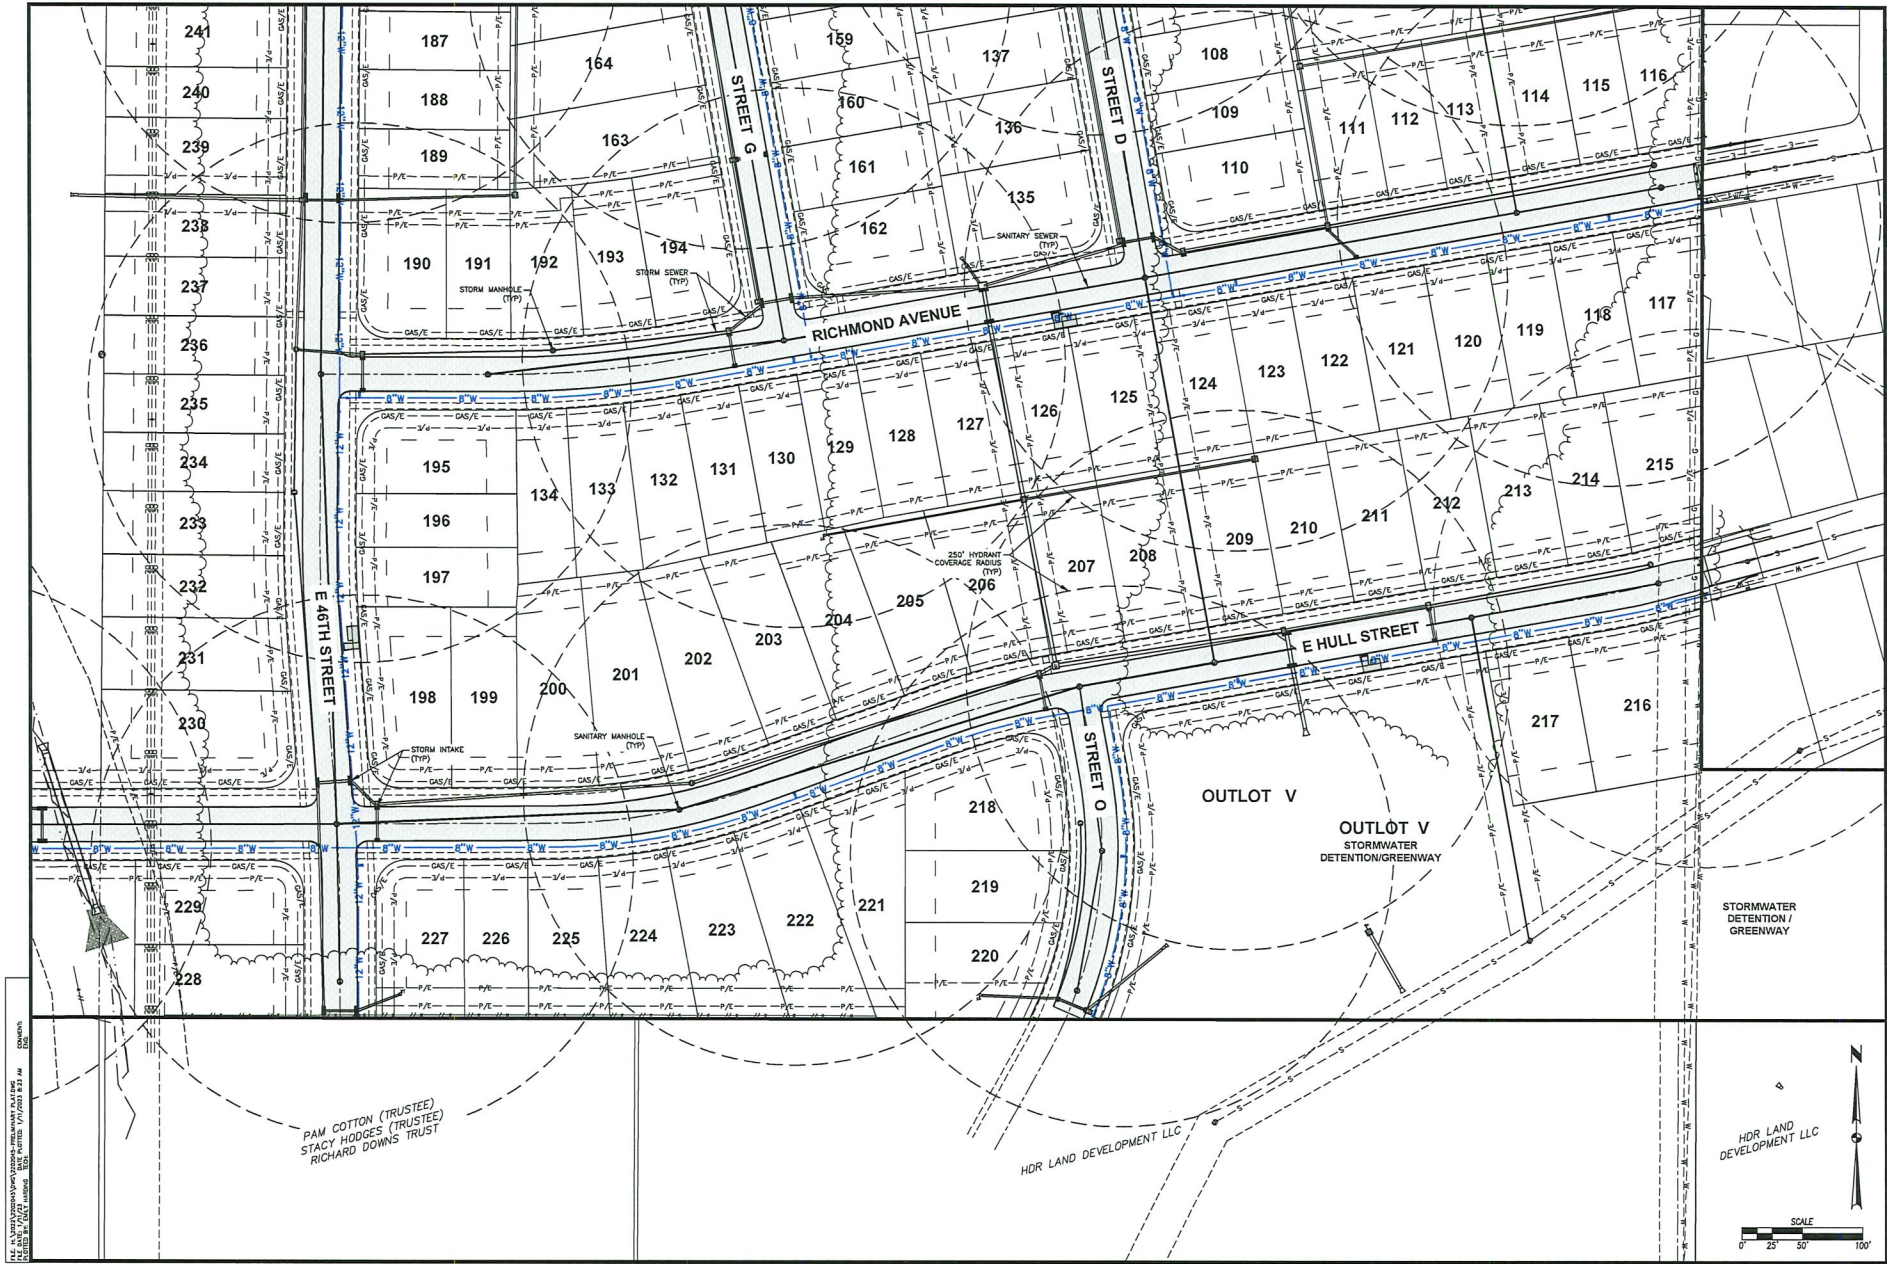 241
240
239
238
237
236
235
234
233
232
231
230
229
228
187
188
189
190
191
192
193
194
164
163
159
160
161
162
137
136
135
108
109
110
111
112
113
114
115
116
STREET G
STREET D
SANITARY SEWER
(TYP)
STORM SEWER
(TYP)
STORM MANHOLE
(TYP)
RICHMOND AVENUE
117
118
119
120
121
122
123
124
125
126
127
128
129
130
131
132
133
134
195
196
197
198
199
200
201
202
203
204
205
206
207
208
209
210
211
212
213
214
215
250' HYDRANT
COVERAGE RADIUS
(TYP)
E 46TH STREET
E HULL STREET
STREET O
SANITARY MANHOLE
(TYP)
STORM INTAKE
(TYP)
216
217
218
219
220
221
222
223
224
225
226
227
OUTLOT V
OUTLOT V
STORMWATER
DETENTION/GREENWAY
STORMWATER
DETENTION /
GREENWAY
GAS/E
P/E
8"W
12"W
PAM COTTON (TRUSTEE)
STACY HODGES (TRUSTEE)
RICHARD DOWNS TRUST
HDR LAND DEVELOPMENT LLC
HDR LAND
DEVELOPMENT LLC
N
SCALE
0' 25' 50' 100'